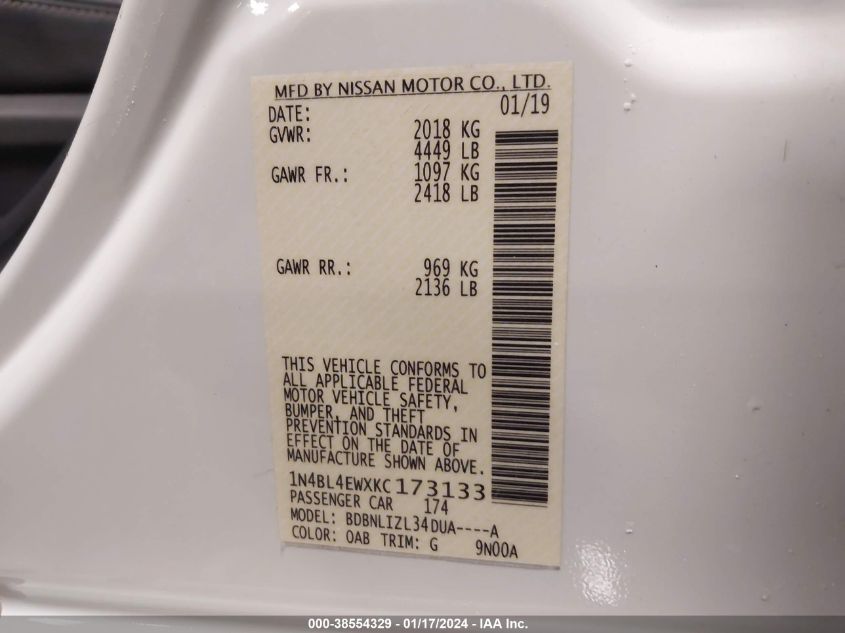 MFD BY NISSAN MOTOR CO., LTD.
DATE: 01/19
GVWR: 2018 KG
4449 LB
GAWR FR.: 1097 KG
2418 LB
GAWR RR.: 969 KG
2136 LB
THIS VEHICLE CONFORMS TO
ALL APPLICABLE FEDERAL
MOTOR VEHICLE SAFETY,
BUMPER, AND THEFT
PREVENTION STANDARDS IN
EFFECT ON THE DATE OF
MANUFACTURE SHOWN ABOVE.
1N4BL4EWXKC173133
PASSENGER CAR 174
MODEL: BDBNLIZL34DUA----A
COLOR: OAB TRIM: G 9N00A
000-38554329 - 01/17/2024 - IAA Inc.